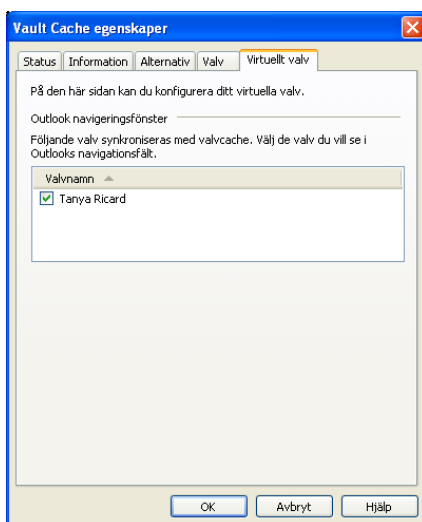 Vault Cache egenskaper
Status Information Alternativ Valv Virtuellt valv
På den här sidan kan du konfigurera ditt virtuella valv.
Outlook navigeringsfönster
Följande valv synkroniseras med valvcache. Välj de valv du vill se i
Outlooks navigationsfält.
Valvnamn
Tanya Ricard
OK Avbryt Hjälp